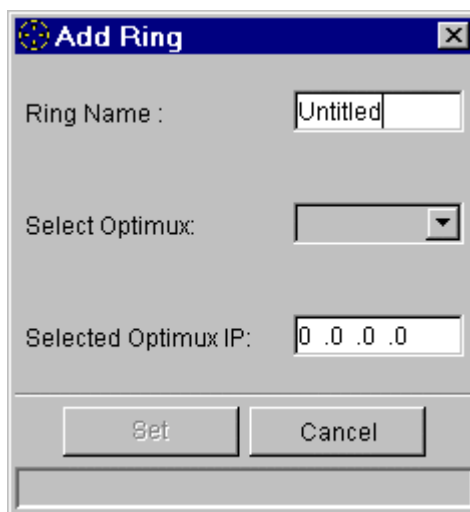 Add Ring
Ring Name :
Untitled
Select Optimux:
Selected Optimux IP:
0 .0 .0 .0
Set
Cancel